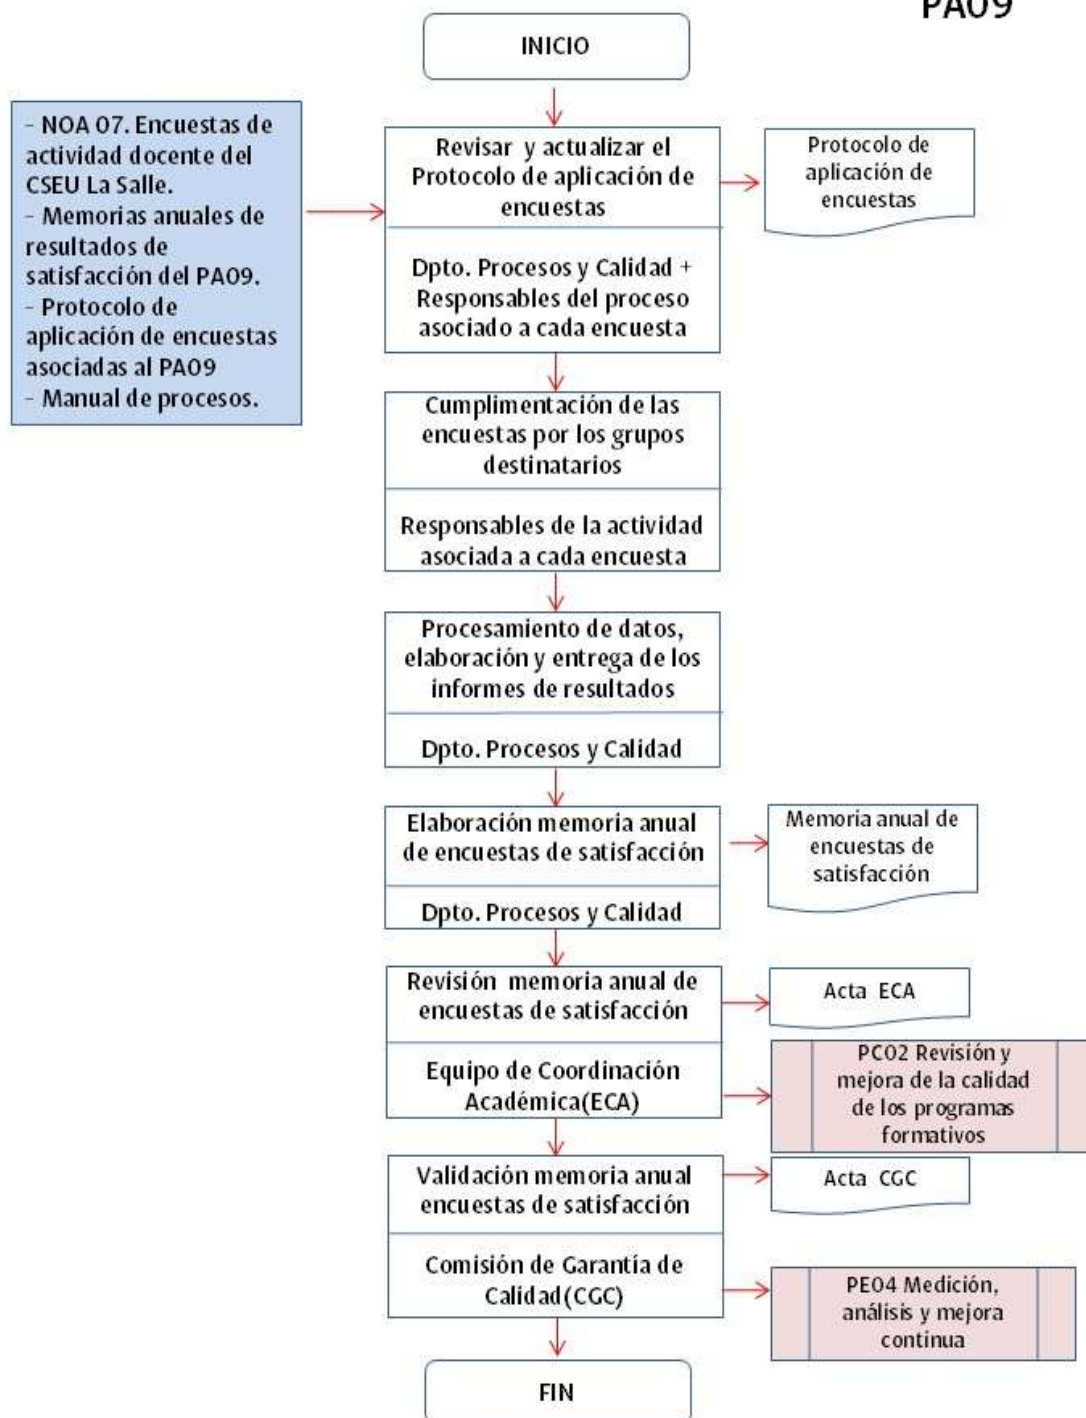 PA09
INICIO
- NOA 07. Encuestas de
actividad docente del
CSEU La Salle.
- Memorias anuales de
resultados de
satisfacción del PA09.
- Protocolo de
aplicación de encuestas
asociadas al PA09
- Manual de procesos.
Revisar y actualizar el
Protocolo de aplicación de
encuestas
Dpto. Procesos y Calidad +
Responsables del proceso
asociado a cada encuesta
Protocolo de
aplicación de
encuestas
Cumplimentación de las
encuestas por los grupos
destinatarios
Responsables de la actividad
asociada a cada encuesta
Procesamiento de datos,
elaboración y entrega de los
informes de resultados
Dpto. Procesos y Calidad
Elaboración memoria anual
de encuestas de satisfacción
Dpto. Procesos y Calidad
Memoria anual de
encuestas de
satisfacción
Revisión memoria anual de
encuestas de satisfacción
Equipo de Coordinación
Académica(ECA)
Acta ECA
PC02 Revisión y
mejora de la calidad
de los programas
formativos
Validación memoria anual
encuestas de satisfacción
Comisión de Garantía de
Calidad(CGC)
Acta CGC
PE04 Medición,
análisis y mejora
continua
FIN